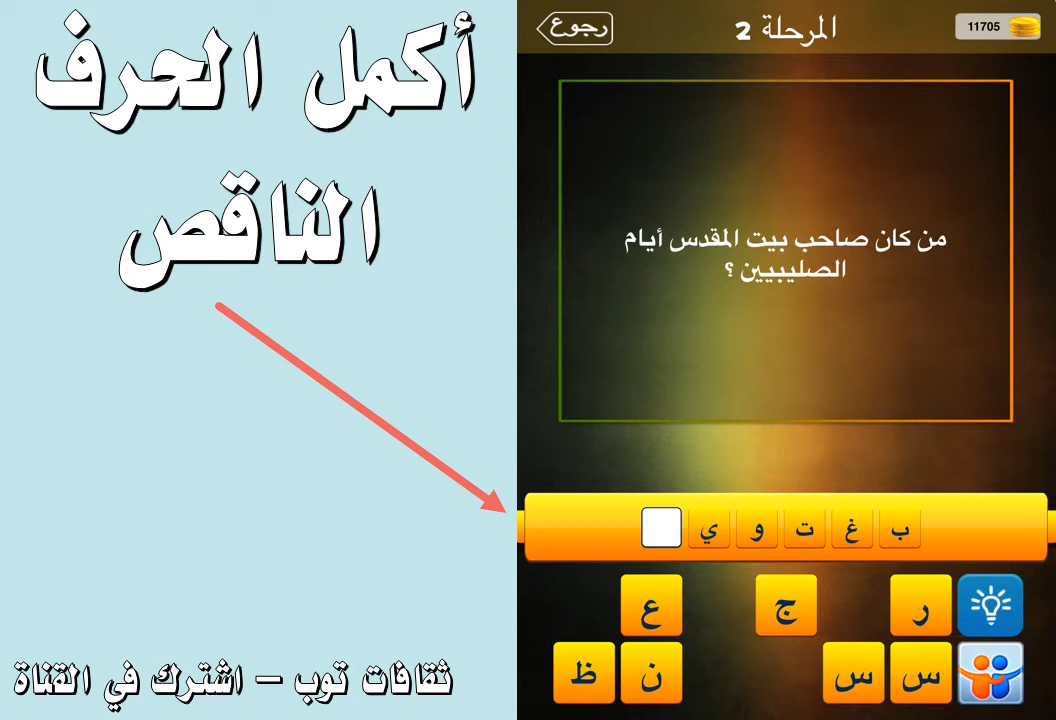 أكمل الحرف
الناقص
ثقافات توب – اشترك في القناة
رجوع
المرحلة 2
11705
من كان صاحب بيت المقدس أيام
الصليبيين ؟
ب غ ت و ي
ر ج ع
س س ن ظ